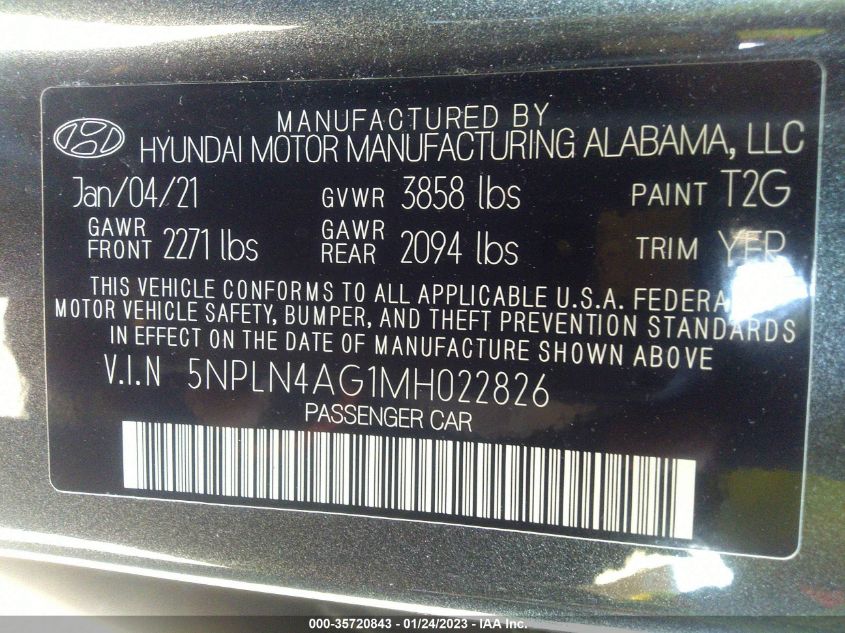 MANUFACTURED BY
HYUNDAI MOTOR MANUFACTURING ALABAMA, LLC
Jan/04/21 GVWR 3858 lbs PAINT T2G
GAWR FRONT 2271 lbs GAWR REAR 2094 lbs TRIM YFR
THIS VEHICLE CONFORMS TO ALL APPLICABLE U.S.A. FEDERAL
MOTOR VEHICLE SAFETY, BUMPER, AND THEFT PREVENTION STANDARDS
IN EFFECT ON THE DATE OF MANUFACTURE SHOWN ABOVE
V.I.N 5NPLN4AG1MH022826
PASSENGER CAR
000-35720843 - 01/24/2023 - IAA Inc.